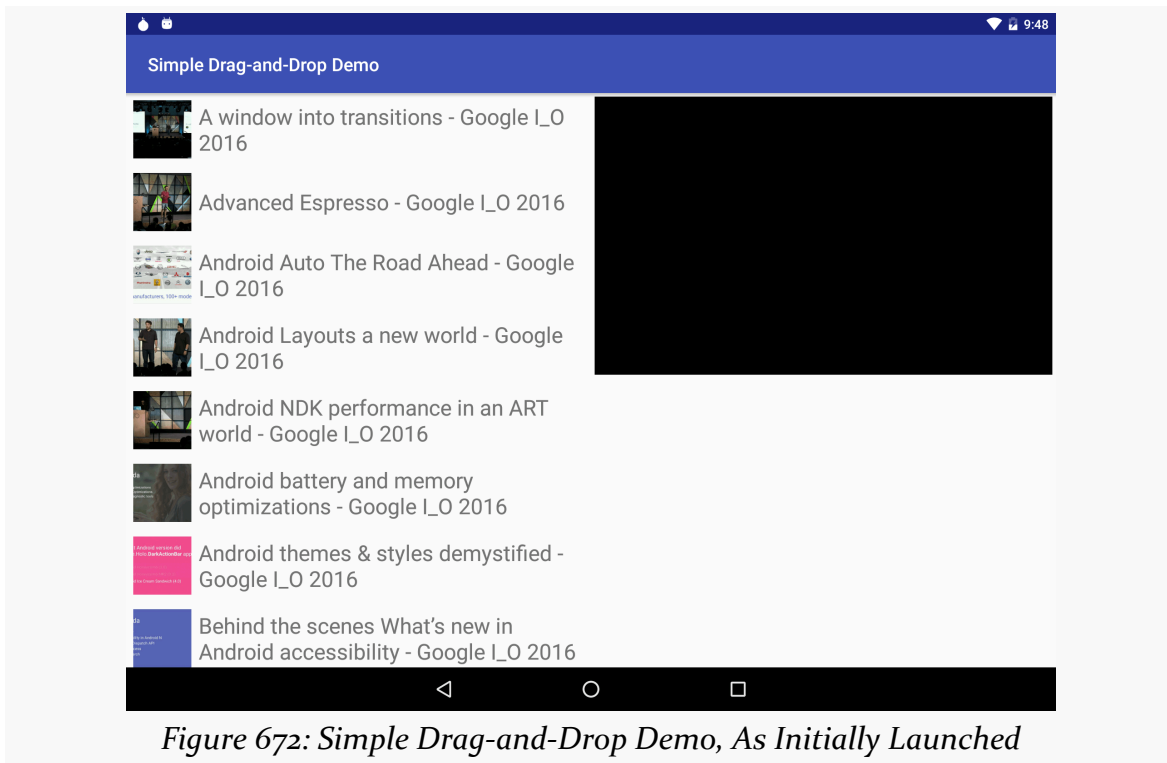 9:48
Simple Drag-and-Drop Demo
A window into transitions - Google I_O
2016
Advanced Espresso - Google I_O 2016
Android Auto The Road Ahead - Google
I_O 2016
Android Layouts a new world - Google
I_O 2016
Android NDK performance in an ART
world - Google I_O 2016
Android battery and memory
optimizations - Google I_O 2016
Android themes & styles demystified -
Google I_O 2016
Behind the scenes What's new in
Android accessibility - Google I_O 2016
Figure 672: Simple Drag-and-Drop Demo, As Initially Launched